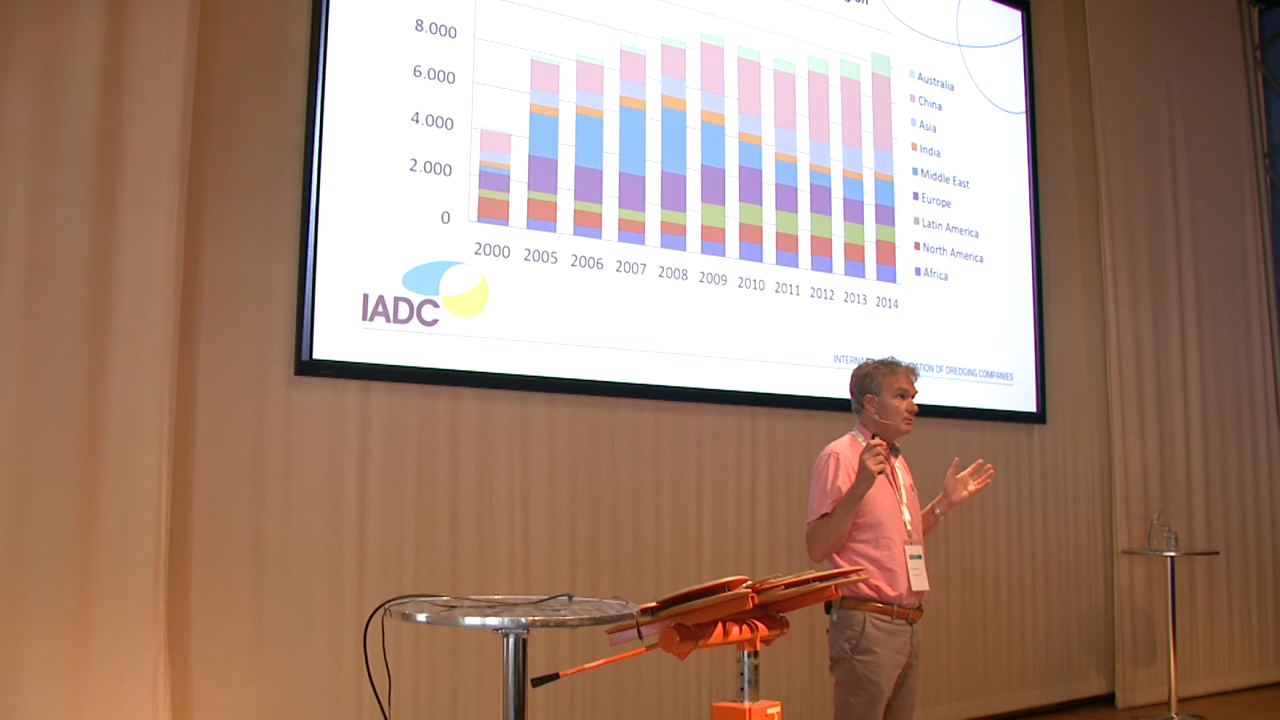 8.000
6.000
4.000
2.000
0
2000 2005 2006 2007 2008 2009 2010 2011 2012 2013 2014
Australia
China
Asia
India
Middle East
Europe
Latin America
North America
Africa
IADC
OF DREDGING COMPANIES